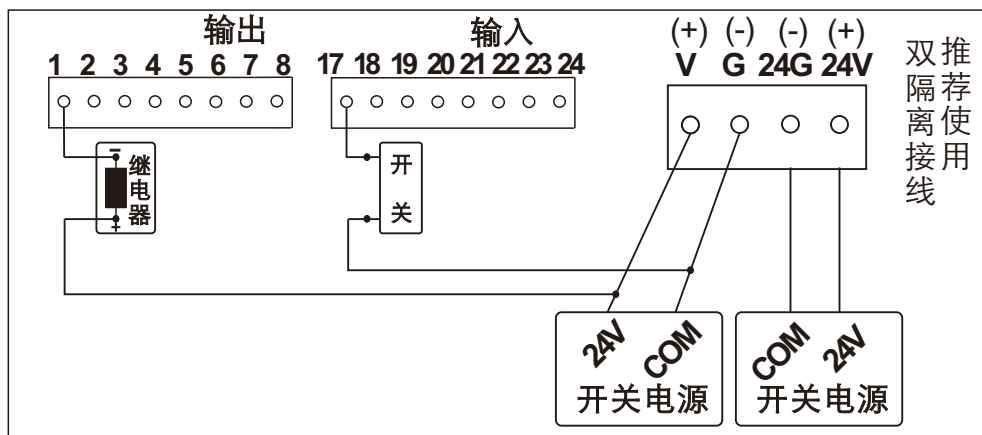 输出
1 2 3 4 5 6 7 8
输入
17 18 19 20 21 22 23 24
(+) (-) (-) (+)
V G 24G 24V
推荐使用
双隔离接线
- 继电器 +
开关
24V COM
开关电源
COM 24V
开关电源